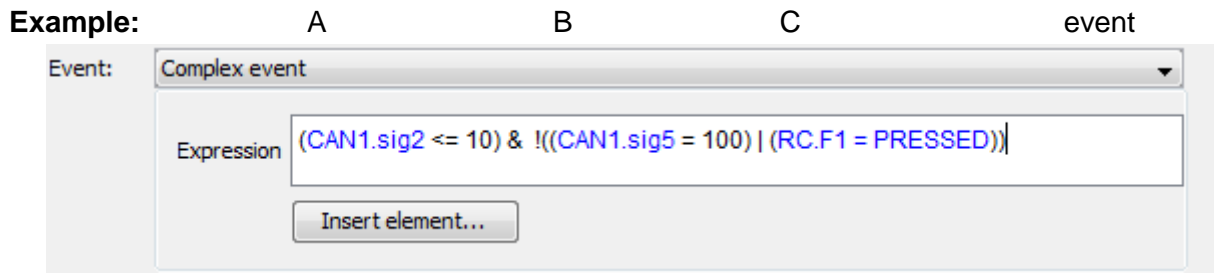 Example: A B C event
Event: Complex event
Expression (CAN1.sig2 <= 10) & !((CAN1.sig5 = 100) | (RC.F1 = PRESSED))
Insert element...